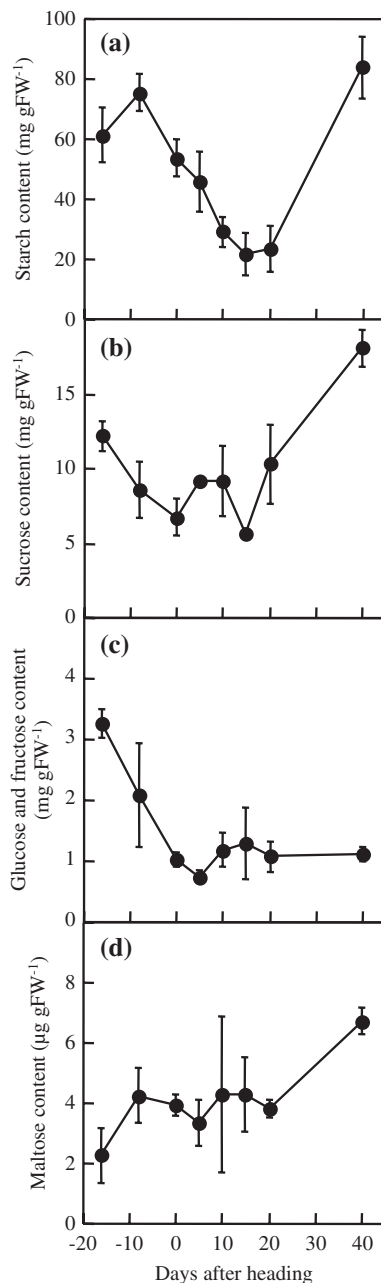 (a)
100
80
60
40
20
0
Starch content (mg gFW-1)
(b)
15
10
5
0
Sucrose content (mg gFW-1)
(c)
4
3
2
1
0
Glucose and fructose content
(mg gFW-1)
(d)
8
6
4
2
0
Maltose content (µg gFW-1)
-20 -10 0 10 20 30 40
Days after heading